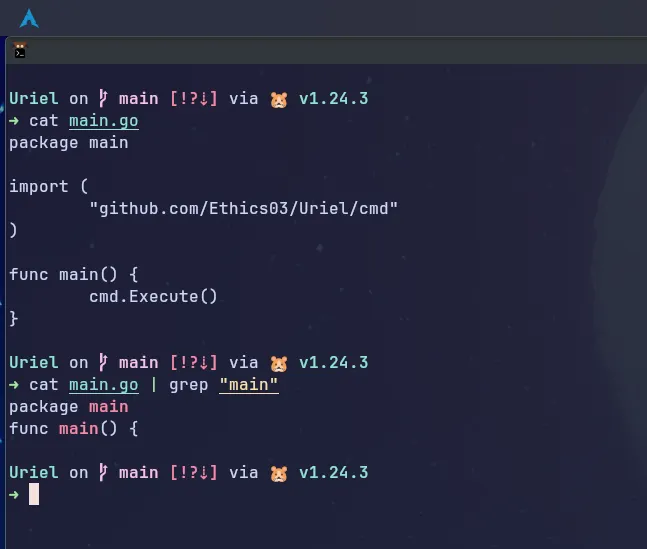 Uriel on main [!?⇣] via 🐹 v1.24.3
➜ cat main.go
package main
import (
"github.com/Ethics03/Uriel/cmd"
)
func main() {
cmd.Execute()
}
Uriel on main [!?⇣] via 🐹 v1.24.3
➜ cat main.go | grep "main"
package main
func main() {
Uriel on main [!?⇣] via 🐹 v1.24.3
➜